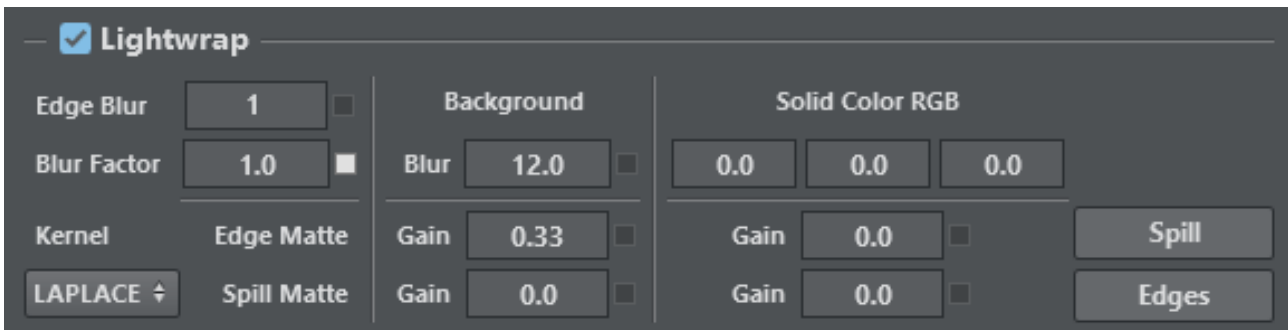 Lightwrap
Edge Blur 1 Background Solid Color RGB
Blur Factor 1.0 Blur 12.0 0.0 0.0 0.0
Kernel Edge Matte Gain 0.33 Gain 0.0 Spill
LAPLACE Spill Matte Gain 0.0 Gain 0.0 Edges